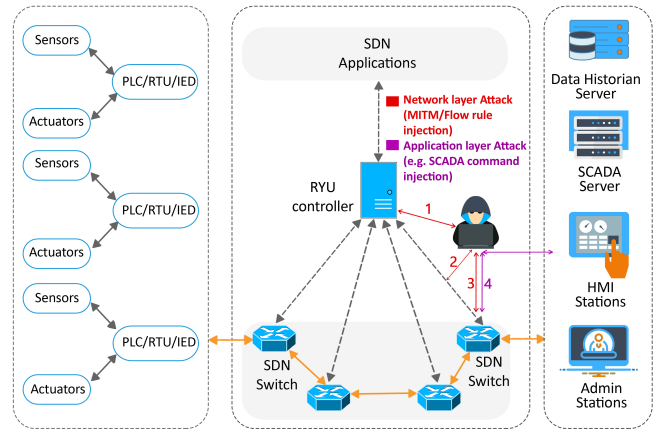 Sensors
PLC/RTU/IED
Actuators
Sensors
PLC/RTU/IED
Actuators
Sensors
PLC/RTU/IED
Actuators
SDN
Applications
Network layer Attack
(MITM/Flow rule
injection)
Application layer Attack
(e.g. SCADA command
injection)
RYU
controller
1
2
3
4
SDN
Switch
SDN
Switch
Data Historian
Server
SCADA
Server
HMI
Stations
Admin
Stations